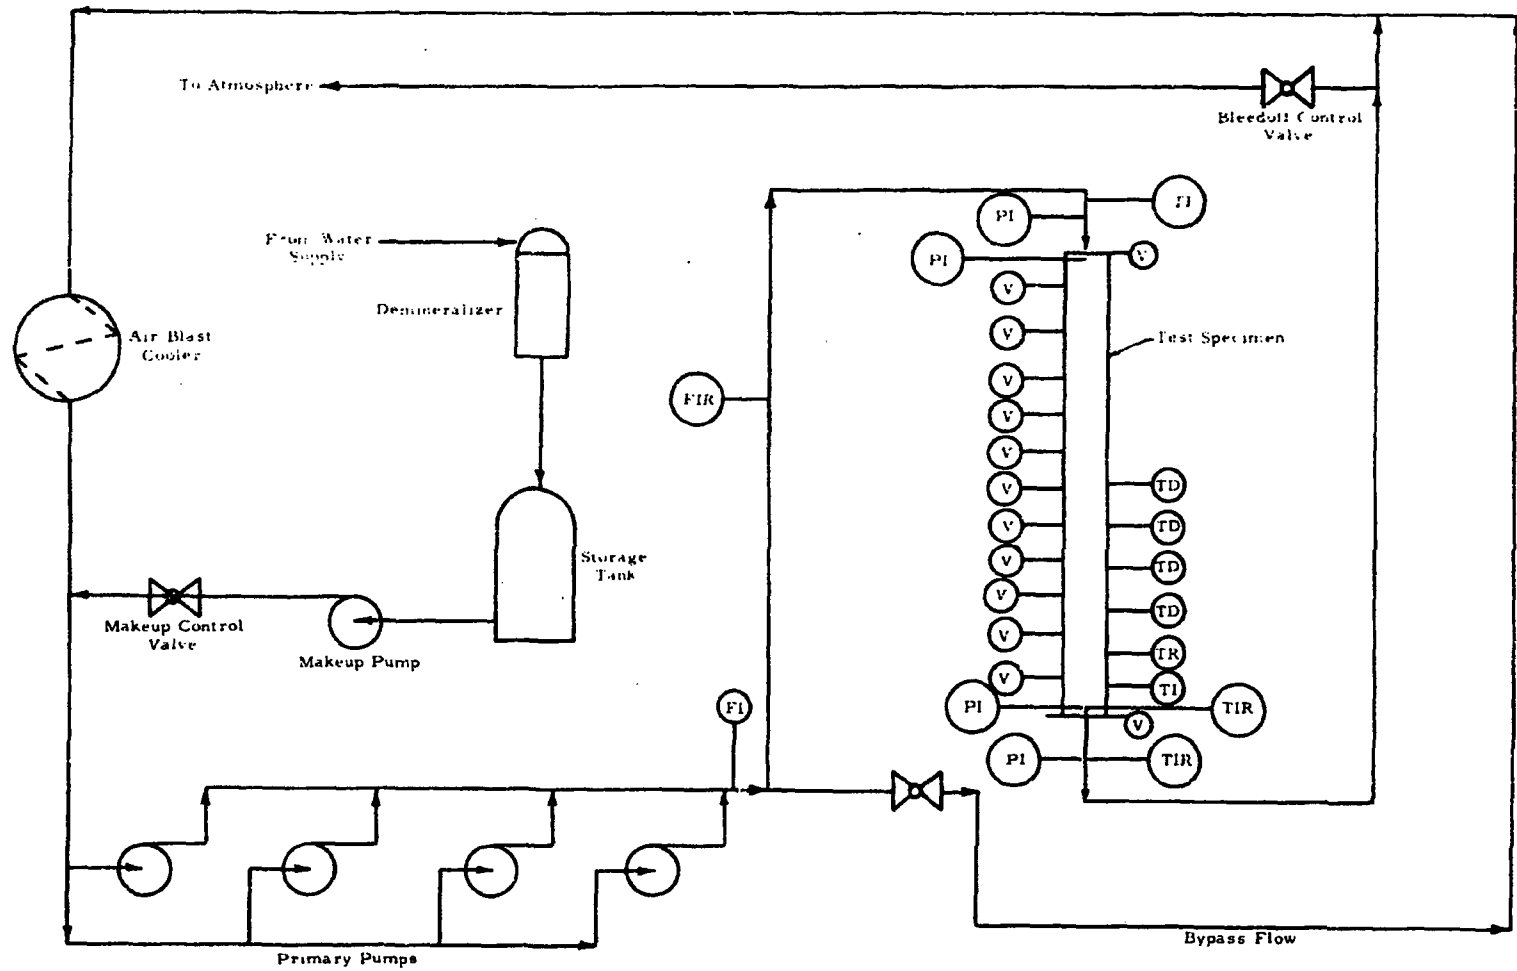 To Atmosphere
Bleedoff Control
Valve
TI
PI
From Water
Supply
PI
V
V
Demineralizer
Air Blast
Cooler
V
Test Specimen
V
FIR
V
V
V
TD
V
TD
Storage
Tank
V
TD
V
TD
Makeup Control
Valve
V
TR
Makeup Pump
V
TI
FI
PI
TIR
V
PI
TIR
Bypass Flow
Primary Pumps